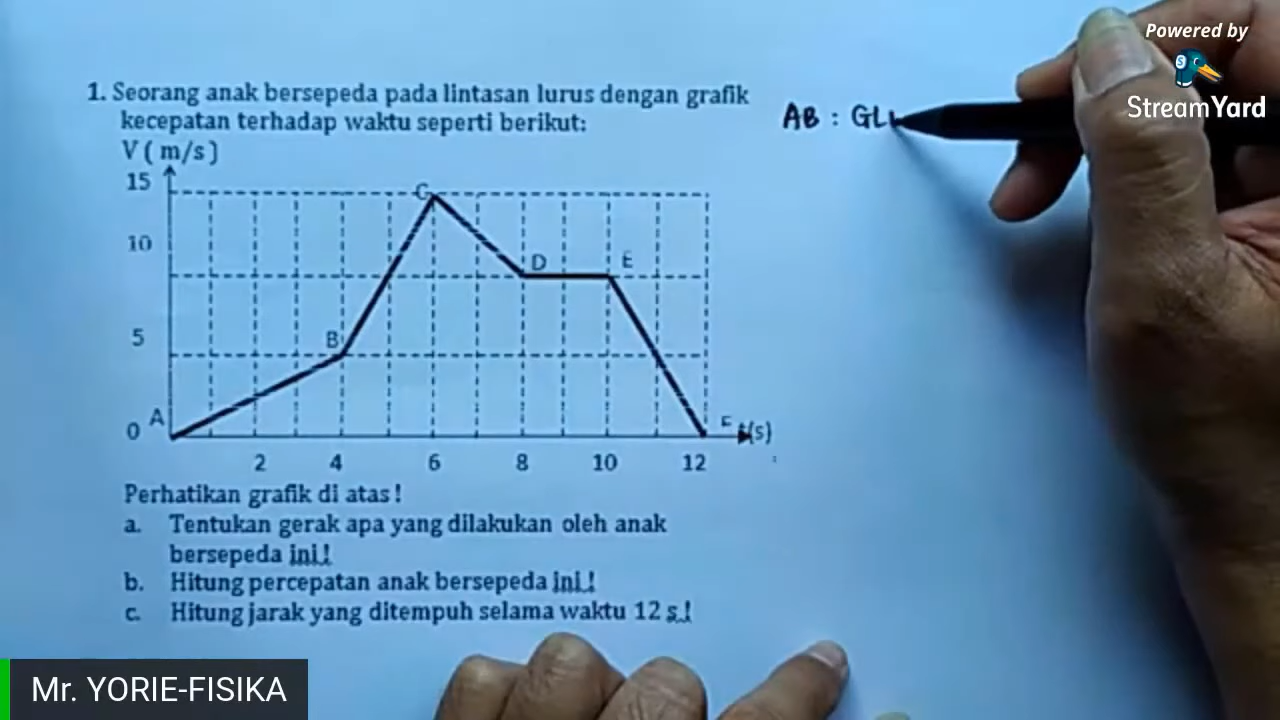 Powered by
StreamYard
1. Seorang anak bersepeda pada lintasan lurus dengan grafik
kecepatan terhadap waktu seperti berikut:
AB : GL
V ( m/s )
15
10
5
0
A
B
C
D
E
F
t(s)
2 4 6 8 10 12
Perhatikan grafik di atas !
a. Tentukan gerak apa yang dilakukan oleh anak
bersepeda ini.!
b. Hitung percepatan anak bersepeda ini.!
c. Hitung jarak yang ditempuh selama waktu 12 s.!
Mr. YORIE-FISIKA